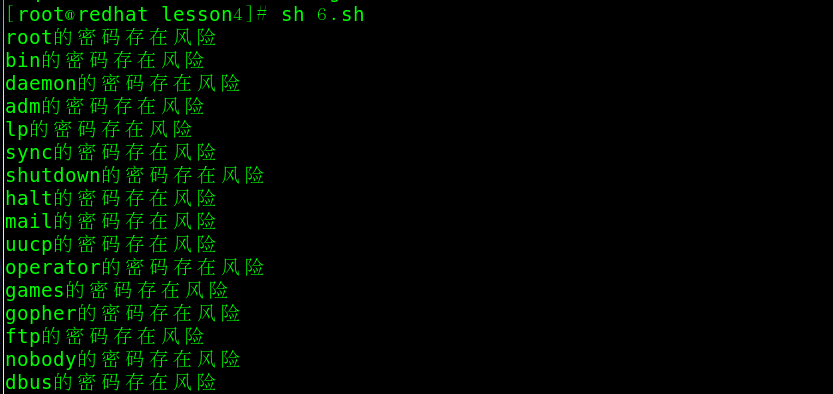 [root@redhat lesson4]# sh 6.sh
root的密码存在风险
bin的密码存在风险
daemon的密码存在风险
adm的密码存在风险
lp的密码存在风险
sync的密码存在风险
shutdown的密码存在风险
halt的密码存在风险
mail的密码存在风险
uucp的密码存在风险
operator的密码存在风险
games的密码存在风险
gopher的密码存在风险
ftp的密码存在风险
nobody的密码存在风险
dbus的密码存在风险